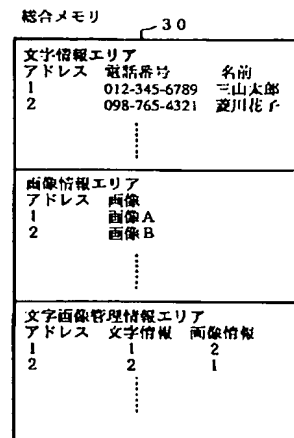 総合メモリ
30
文字情報エリア
アドレス 電話番号 名前
1 012-345-6789 三山太郎
2 098-765-4321 菱川花子
画像情報エリア
アドレス 画像
1 画像A
2 画像B
文字画像管理情報エリア
アドレス 文字情報 画像情報
1 1 2
2 2 1